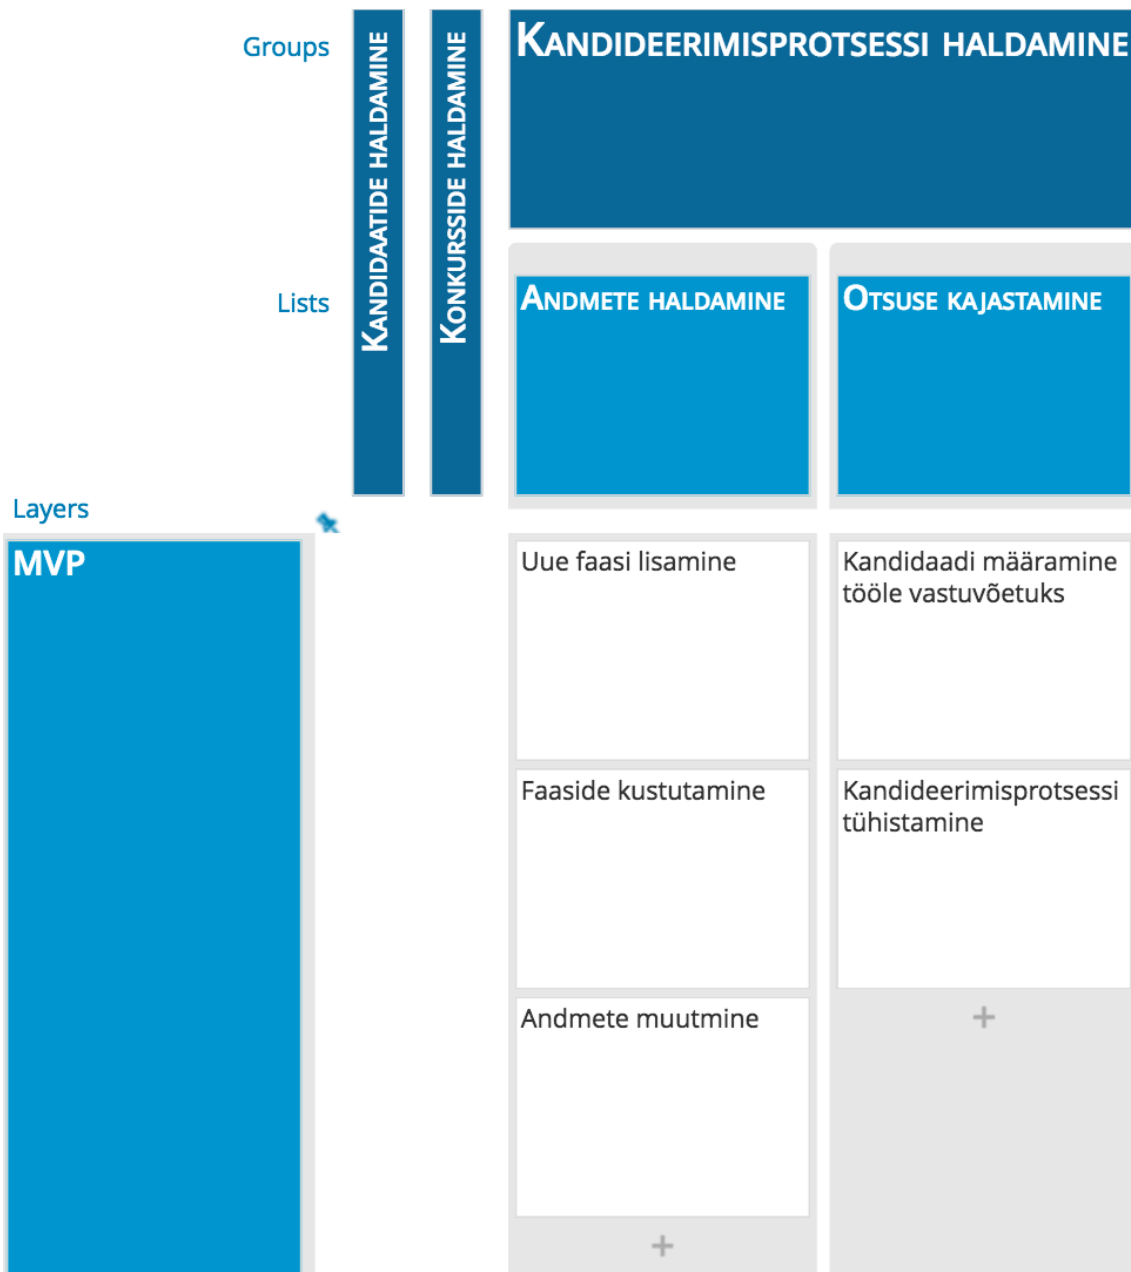 Groups
KANDIDAATIDE HALDAMINE
KONKURSSIDE HALDAMINE
KANDIDEERIMISPROTSESSI HALDAMINE
Lists
ANDMETE HALDAMINE
OTSUSE KAJASTAMINE
Layers
MVP
Uue faasi lisamine
Kandidaadi määramine
tööle vastuvõetuks
Faaside kustutamine
Kandideerimisprotsessi
tühistamine
Andmete muutmine
+
+